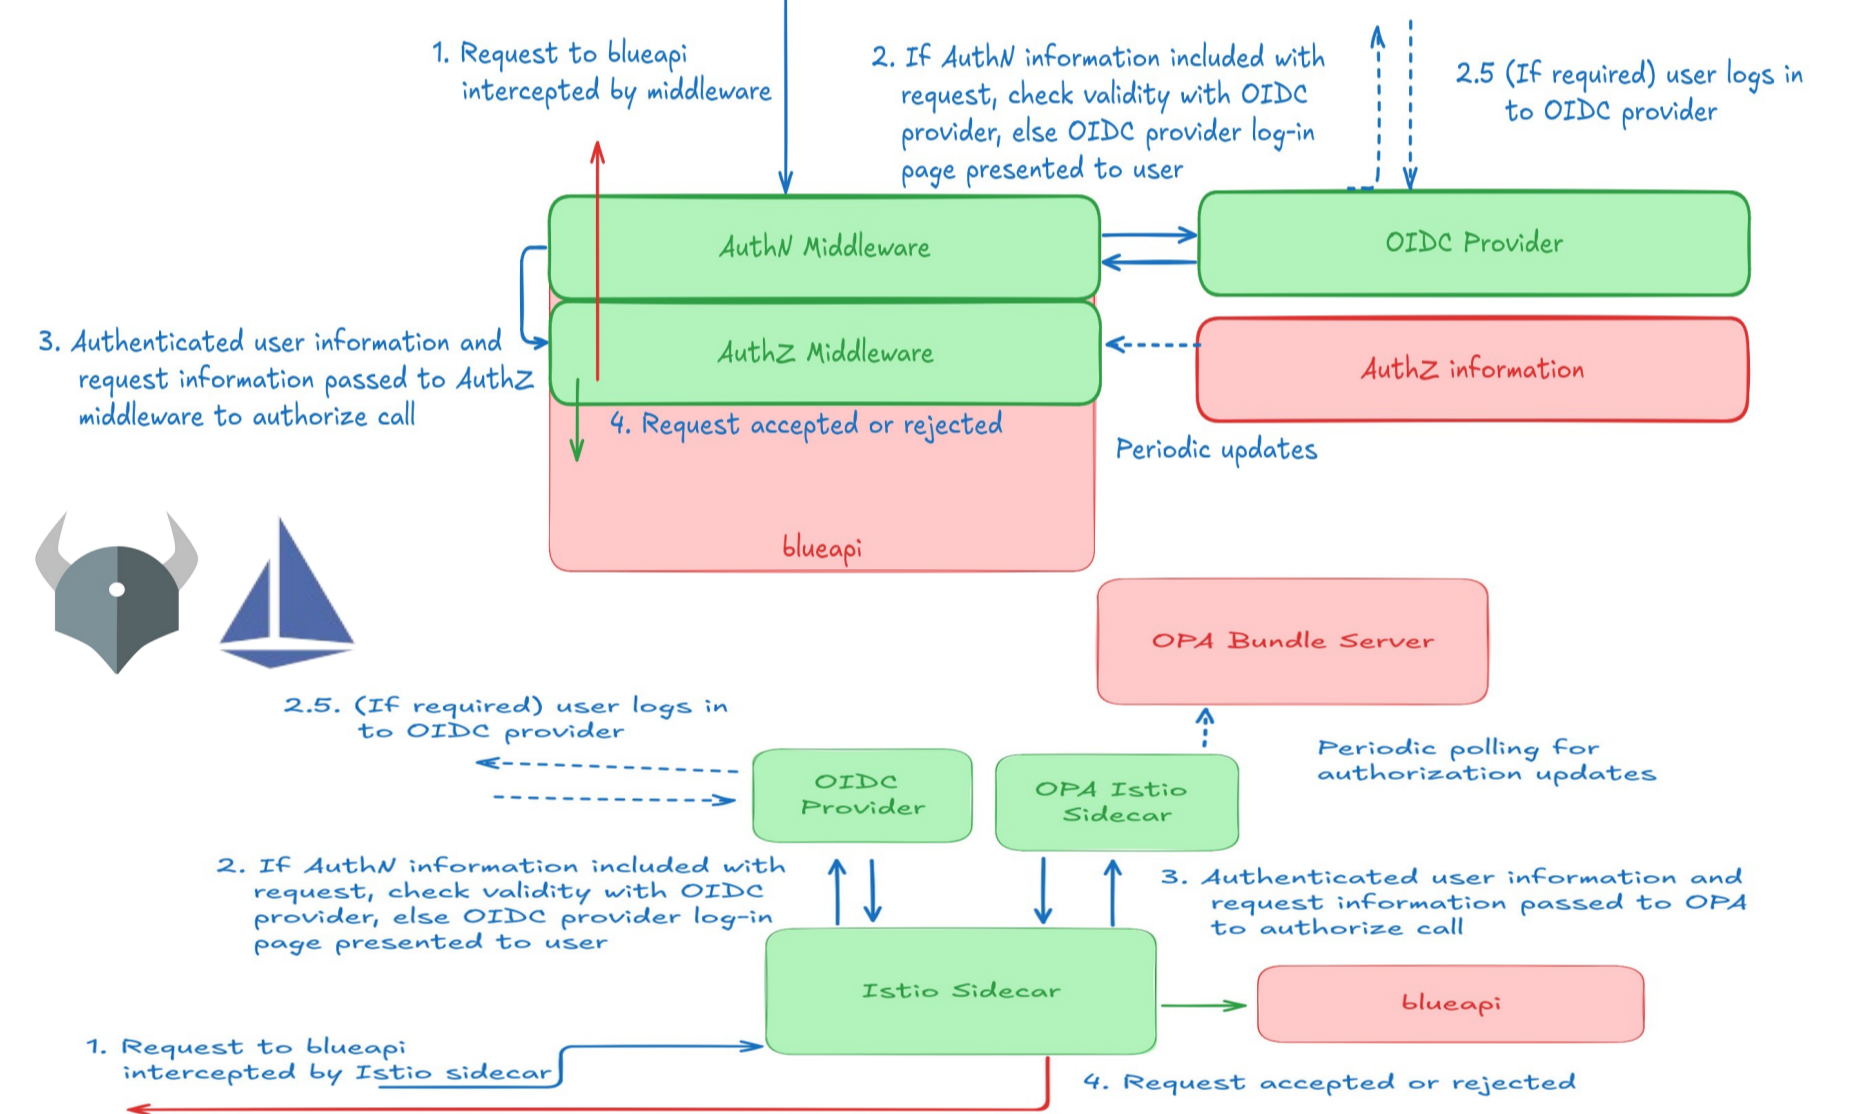 1. Request to blueapi
intercepted by middleware
2. If AuthN information included with
request, check validity with OIDC
provider, else OIDC provider log-in
page presented to user
2.5 (If required) user logs in
to OIDC provider
AuthN Middleware
OIDC Provider
3. Authenticated user information and
request information passed to AuthZ
middleware to authorize call
AuthZ Middleware
AuthZ information
4. Request accepted or rejected
Periodic updates
blueapi
OPA Bundle Server
2.5. (If required) user logs in
to OIDC provider
OIDC
Provider
OPA Istio
Sidecar
Periodic polling for
authorization updates
2. If AuthN information included with
request, check validity with OIDC
provider, else OIDC provider log-in
page presented to user
3. Authenticated user information and
request information passed to OPA
to authorize call
Istio Sidecar
blueapi
1. Request to blueapi
intercepted by Istio sidecar
4. Request accepted or rejected